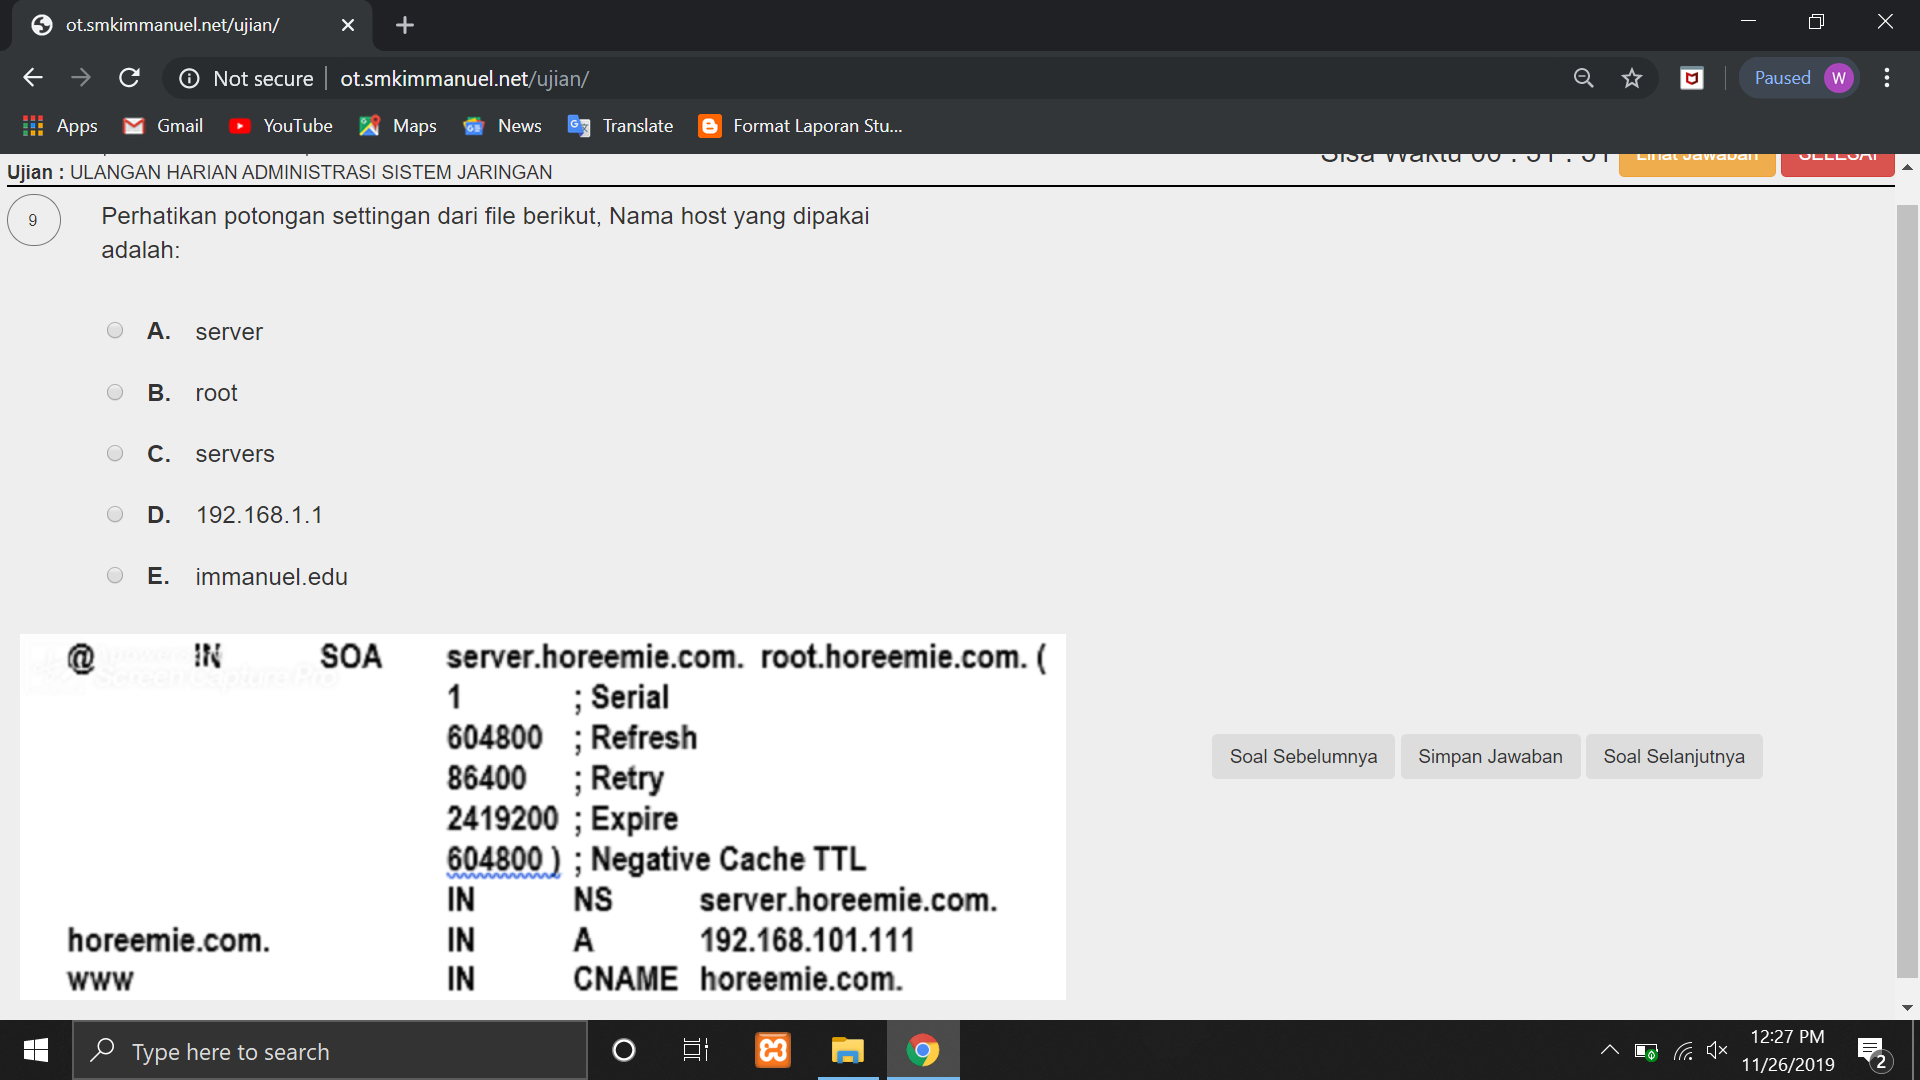 ot.smkimmanuel.net/ujian/
Not secure ot.smkimmanuel.net/ujian/ Paused W
Apps Gmail YouTube Maps News Translate Format Laporan Stu...
Lihat Jawaban SELESAI
Ujian : ULANGAN HARIAN ADMINISTRASI SISTEM JARINGAN
9 Perhatikan potongan settingan dari file berikut, Nama host yang dipakai
adalah:
A. server
B. root
C. servers
D. 192.168.1.1
E. immanuel.edu
@ IN SOA server.horeemie.com. root.horeemie.com. (
Screen Capture Pro
1 ; Serial
604800 ; Refresh
86400 ; Retry
2419200 ; Expire
604800 ) ; Negative Cache TTL
IN NS server.horeemie.com.
horeemie.com. IN A 192.168.101.111
www IN CNAME horeemie.com.
Soal Sebelumnya Simpan Jawaban Soal Selanjutnya
Type here to search
12:27 PM
11/26/2019
2